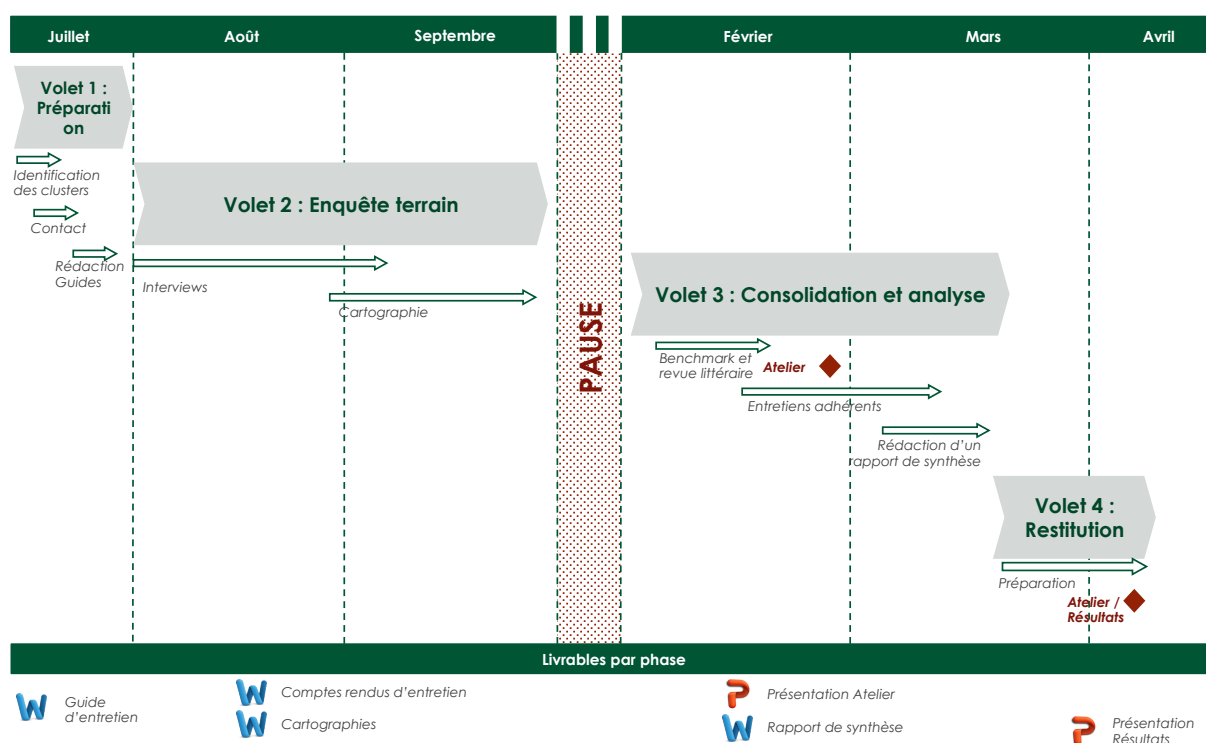 Juillet
Août
Septembre
Février
Mars
Avril
Volet 1 :
Préparati
on
Identification
des clusters
Contact
Rédaction
Guides
Volet 2 : Enquête terrain
Interviews
Cartographie
PAUSE
Volet 3 : Consolidation et analyse
Benchmark et
revue littéraire
Atelier
Entretiens adhérents
Rédaction d'un
rapport de synthèse
Volet 4 :
Restitution
Préparation
Atelier /
Résultats
Livrables par phase
Guide
d'entretien
Comptes rendus d'entretien
Cartographies
Présentation Atelier
Rapport de synthèse
Présentation
Résultats